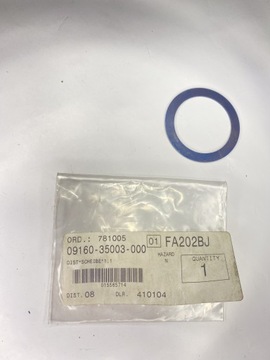 ORD.: 781005
09160-35003-000 01 FA202BJ
HAZARD QUANTITY
N 1
DIST. 08 DLR. 410104